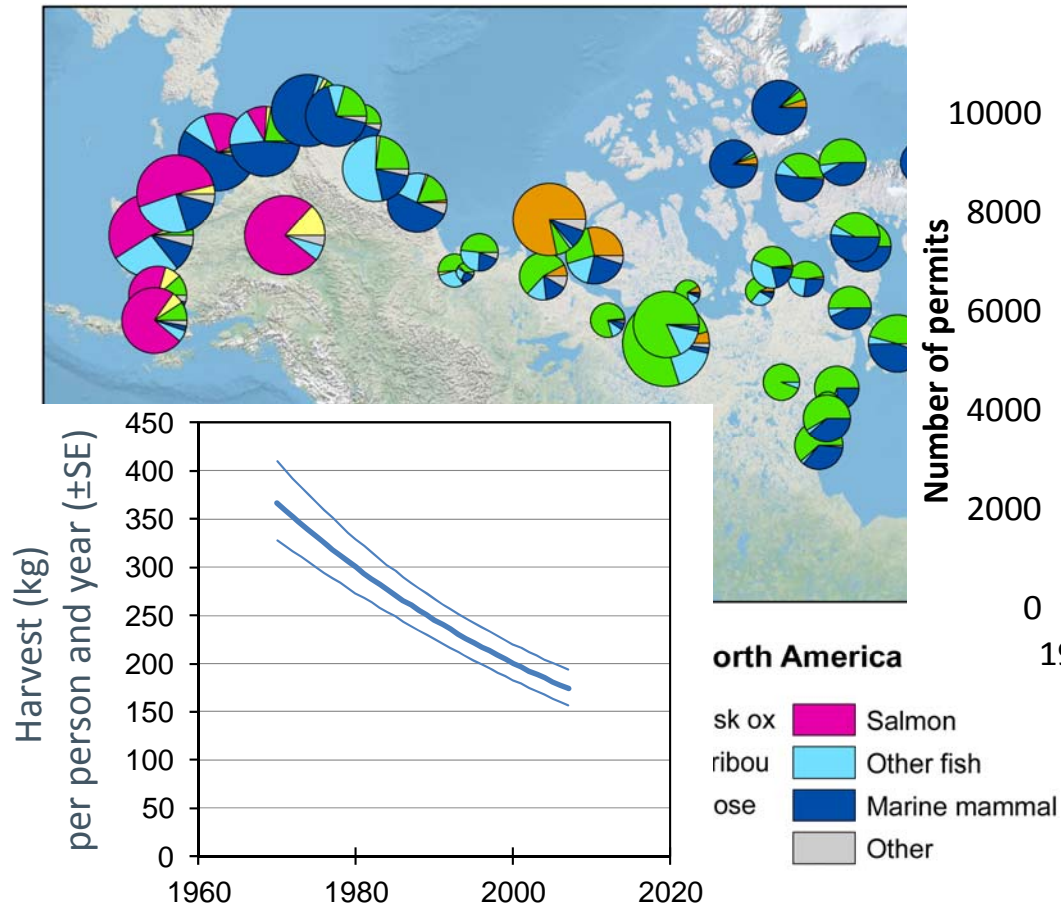 10000
8000
6000
4000
2000
0
Number of permits
19
450
400
350
300
250
200
150
100
50
0
Harvest (kg)
per person and year (±SE)
1960
1980
2000
2020
orth America
sk ox
Salmon
ribou
Other fish
ose
Marine mammal
Other